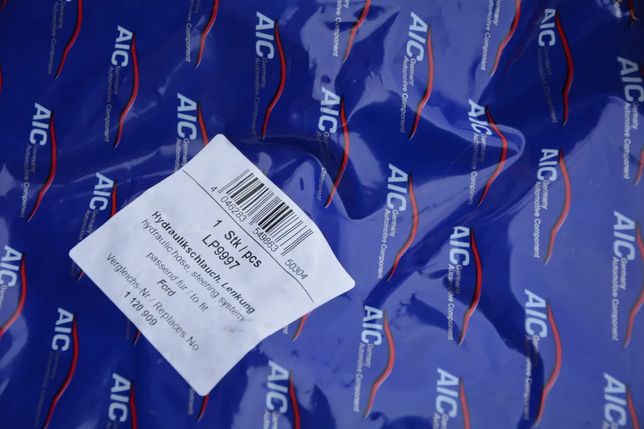 4 046283 549863
50304
1 Stk / pcs
LP9997
Hydraulikschlauch, Lenkung
hydraulic hose, steering system
passend für / to fit
Ford
Vergleichs Nr / Replaces No
1 120 909
AIC
Germany
Automotive Component